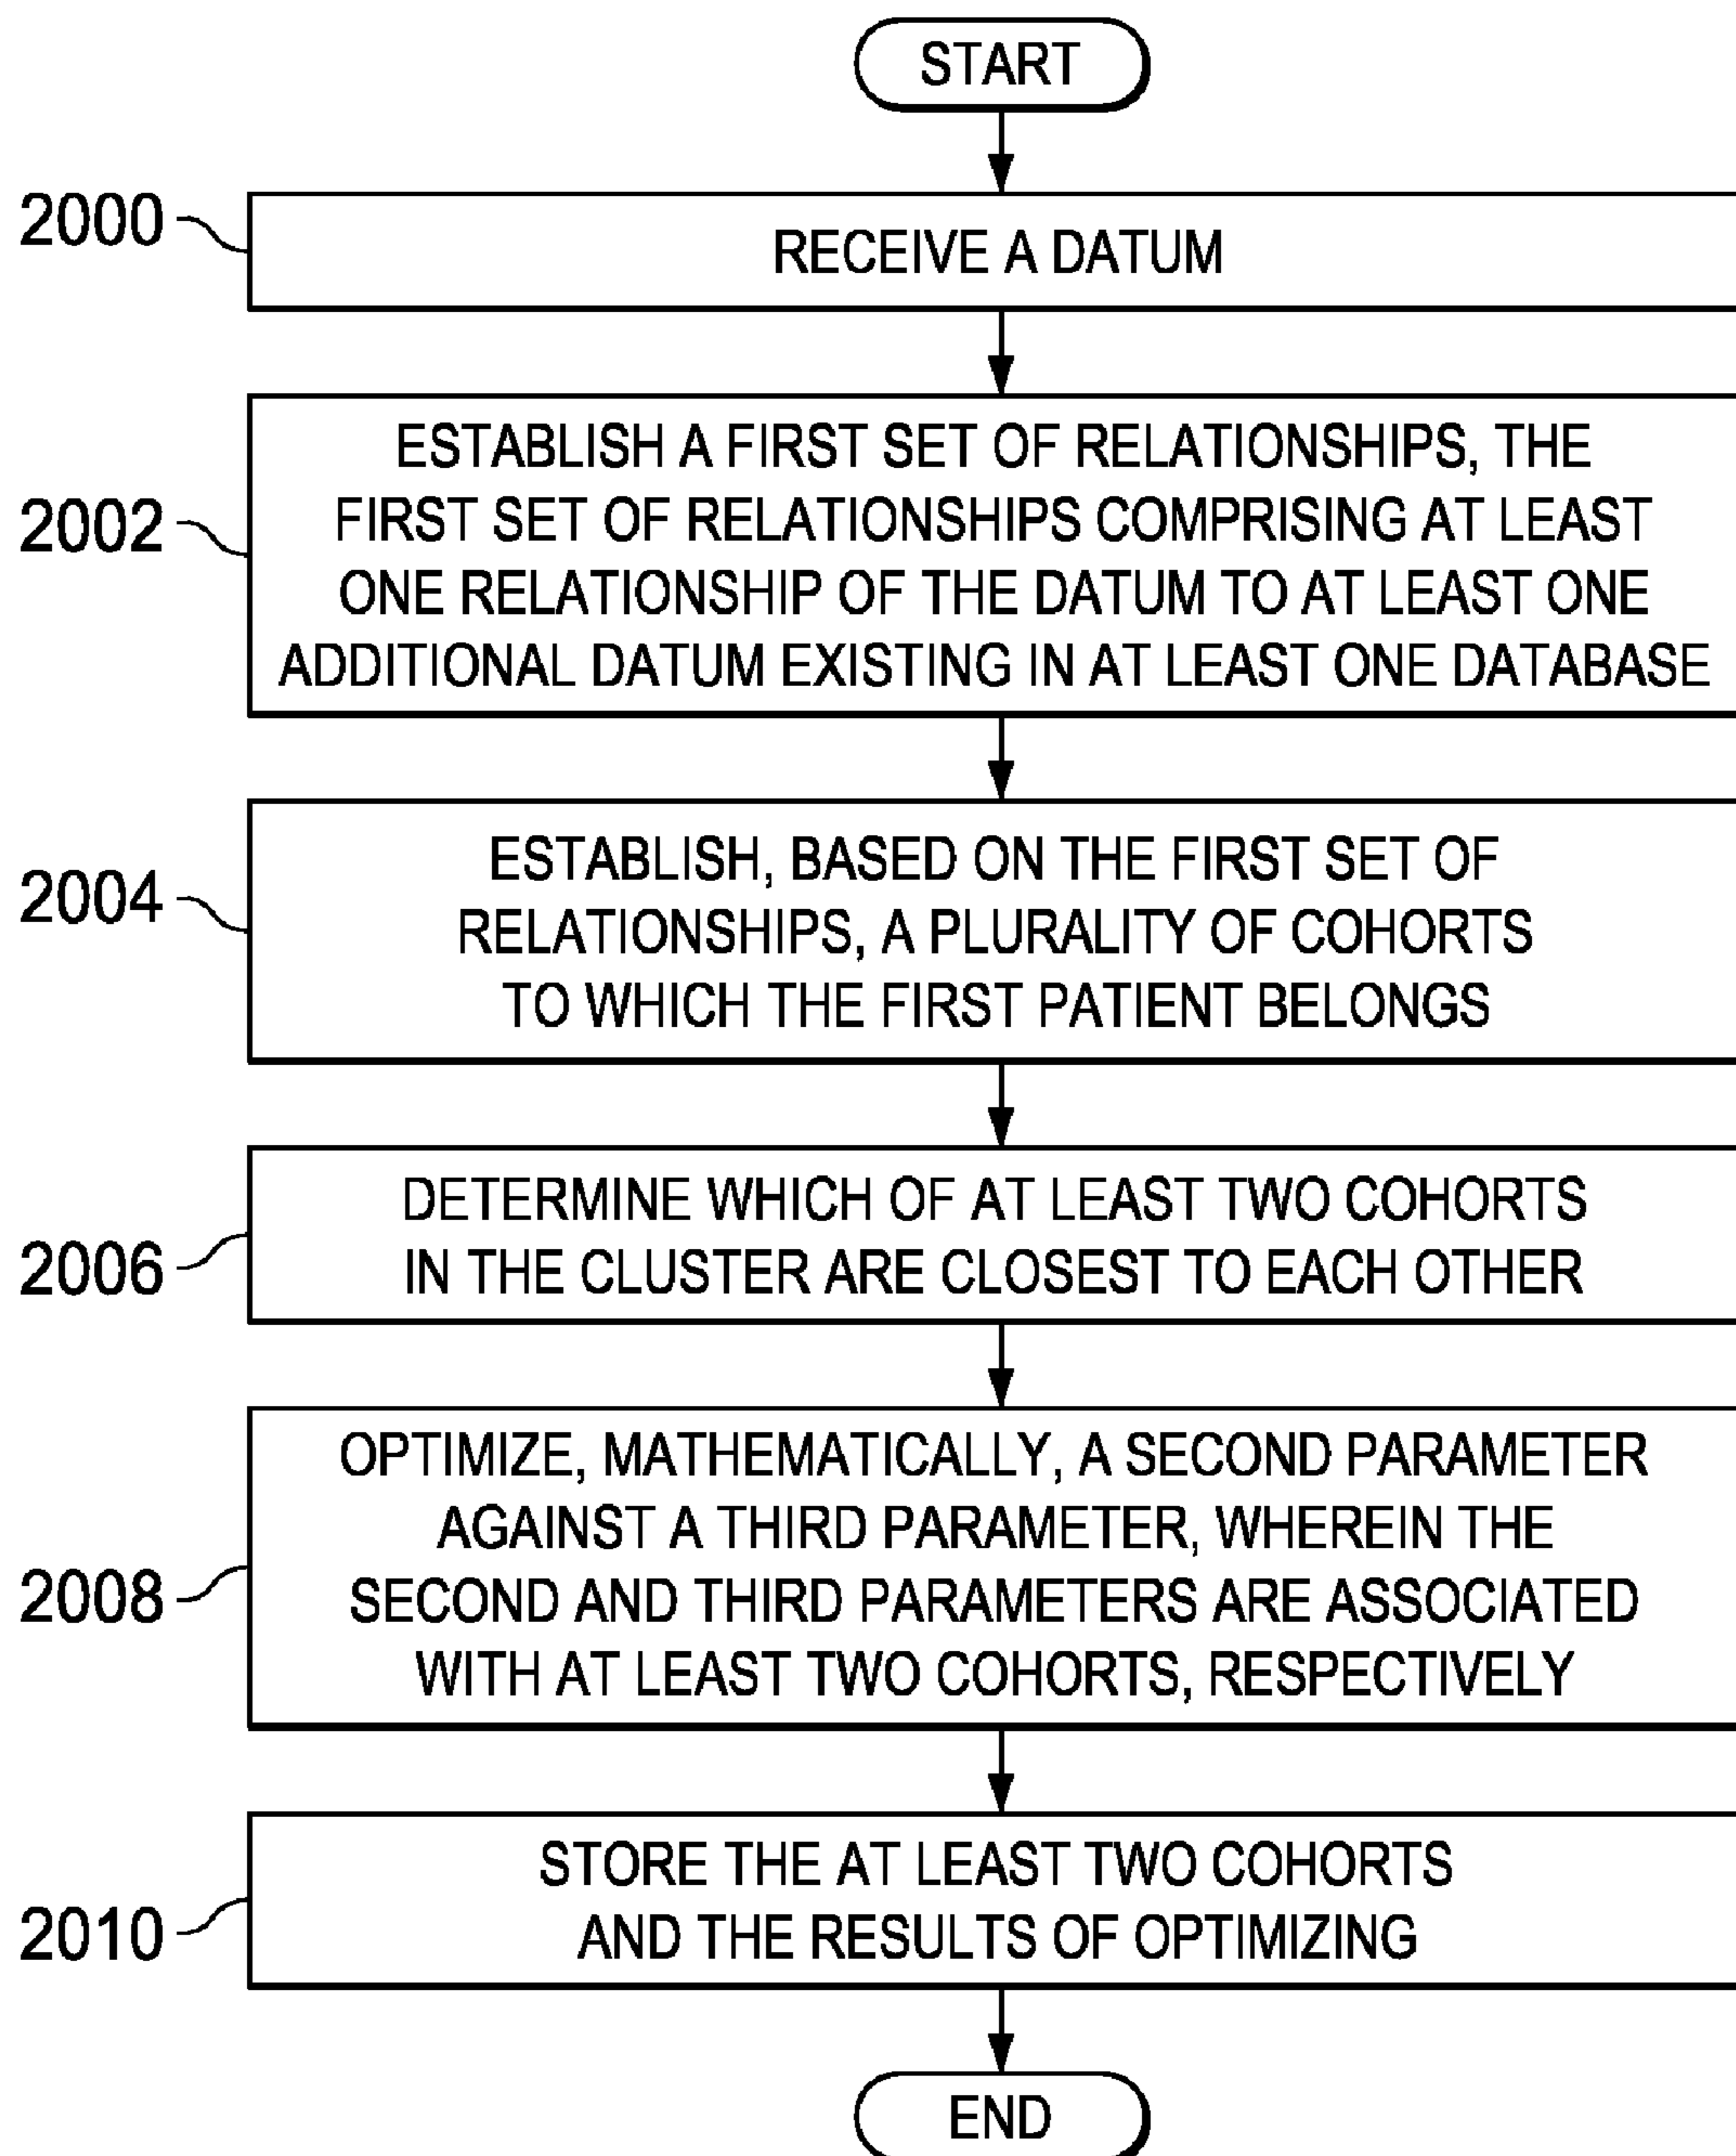 START
2000
RECEIVE A DATUM
2002
ESTABLISH A FIRST SET OF RELATIONSHIPS, THE
FIRST SET OF RELATIONSHIPS COMPRISING AT LEAST
ONE RELATIONSHIP OF THE DATUM TO AT LEAST ONE
ADDITIONAL DATUM EXISTING IN AT LEAST ONE DATABASE
2004
ESTABLISH, BASED ON THE FIRST SET OF
RELATIONSHIPS, A PLURALITY OF COHORTS
TO WHICH THE FIRST PATIENT BELONGS
2006
DETERMINE WHICH OF AT LEAST TWO COHORTS
IN THE CLUSTER ARE CLOSEST TO EACH OTHER
2008
OPTIMIZE, MATHEMATICALLY, A SECOND PARAMETER
AGAINST A THIRD PARAMETER, WHEREIN THE
SECOND AND THIRD PARAMETERS ARE ASSOCIATED
WITH AT LEAST TWO COHORTS, RESPECTIVELY
2010
STORE THE AT LEAST TWO COHORTS
AND THE RESULTS OF OPTIMIZING
END